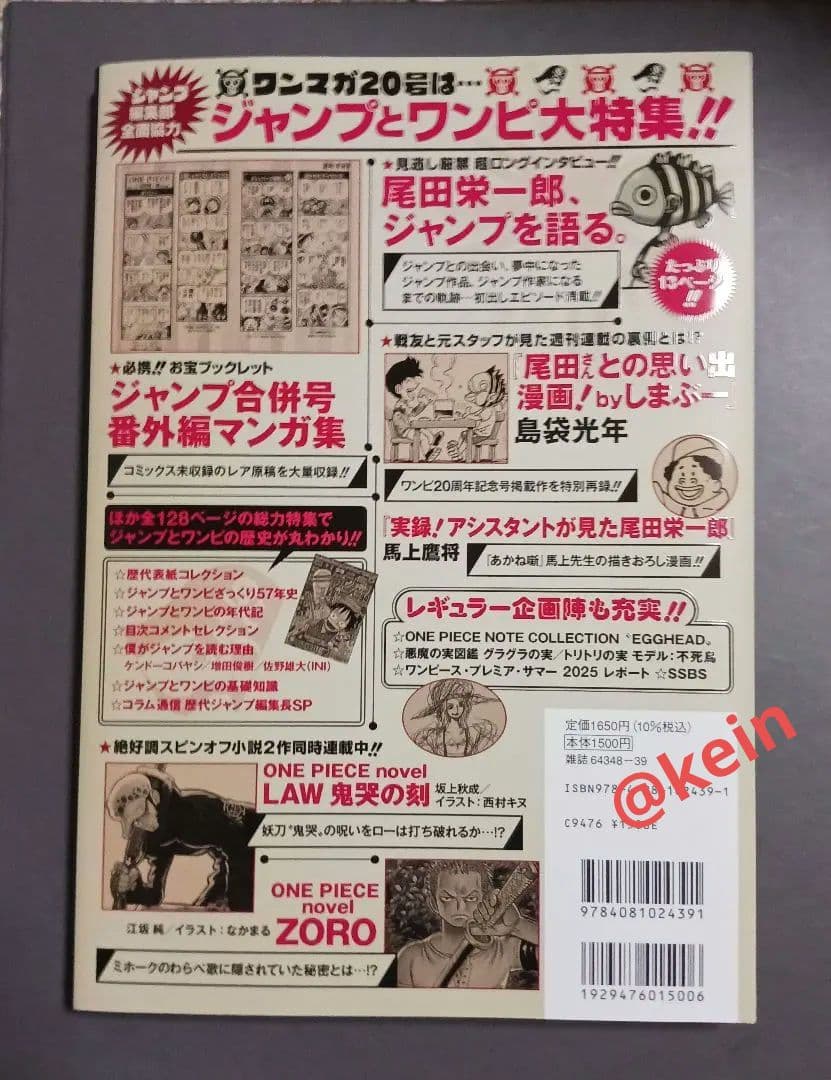 ジャンプ
編集部
全面協力
ワンマガ20号は…
ジャンプとワンピ大特集!!
ONE PIECE
★見逃し厳禁 超ロングインタビュー!!
尾田栄一郎、
ジャンプを語る。
ジャンプとの出会い、夢中になった
ジャンプ作品、ジャンプ作家になる
までの軌跡…初出しエピソード満載!!
たっぷり
13ページ
!!
★必携!! お宝ブックレット
ジャンプ合併号
番外編マンガ集
コミックス未収録のレア原稿を大量収録!!
★戦友と元スタッフが見た週刊連載の裏側とは!?
『尾田さんとの思い出
漫画!byしまぶー』
島袋光年
ワンピ20周年記念号掲載作を特別再録!!
『実録!アシスタントが見た尾田栄一郎』
馬上鷹将
『あかね噺』馬上先生の描きおろし漫画!!
ほか全128ページの総力特集で
ジャンプとワンピの歴史が丸わかり!!
☆歴代表紙コレクション
☆ジャンプとワンピざっくり57年史
☆ジャンプとワンピの年代記
☆目次コメントセレクション
☆僕がジャンプを読む理由
ケンドーコバヤシ/増田俊樹/佐野雄大(INI)
☆ジャンプとワンピの基礎知識
☆コラム通信 歴代ジャンプ編集長SP
レギュラー企画陣も充実!!
☆ONE PIECE NOTE COLLECTION “EGGHEAD”
☆悪魔の実図鑑 グラグラの実/トリトリの実 モデル:不死鳥
☆ワンピース・プレミア・サマー 2025 レポート ☆SSBS
★絶好調スピンオフ小説2作同時連載中!!
ONE PIECE novel
LAW 鬼哭の刻
坂上秋成/
イラスト:西村キヌ
妖刀“鬼哭”の呪いをローは打ち破れるか…!?
ONE PIECE
novel
ZORO
江坂 純/イラスト:なかまる
ミホークのわらべ歌に隠されていた秘密とは…!?
定価1650円(10%税込)
本体1500円
雑誌 64348-39
ISBN978-4-08-102439-1
C9476 ¥1500E
9784081024391
1929476015006
@kein